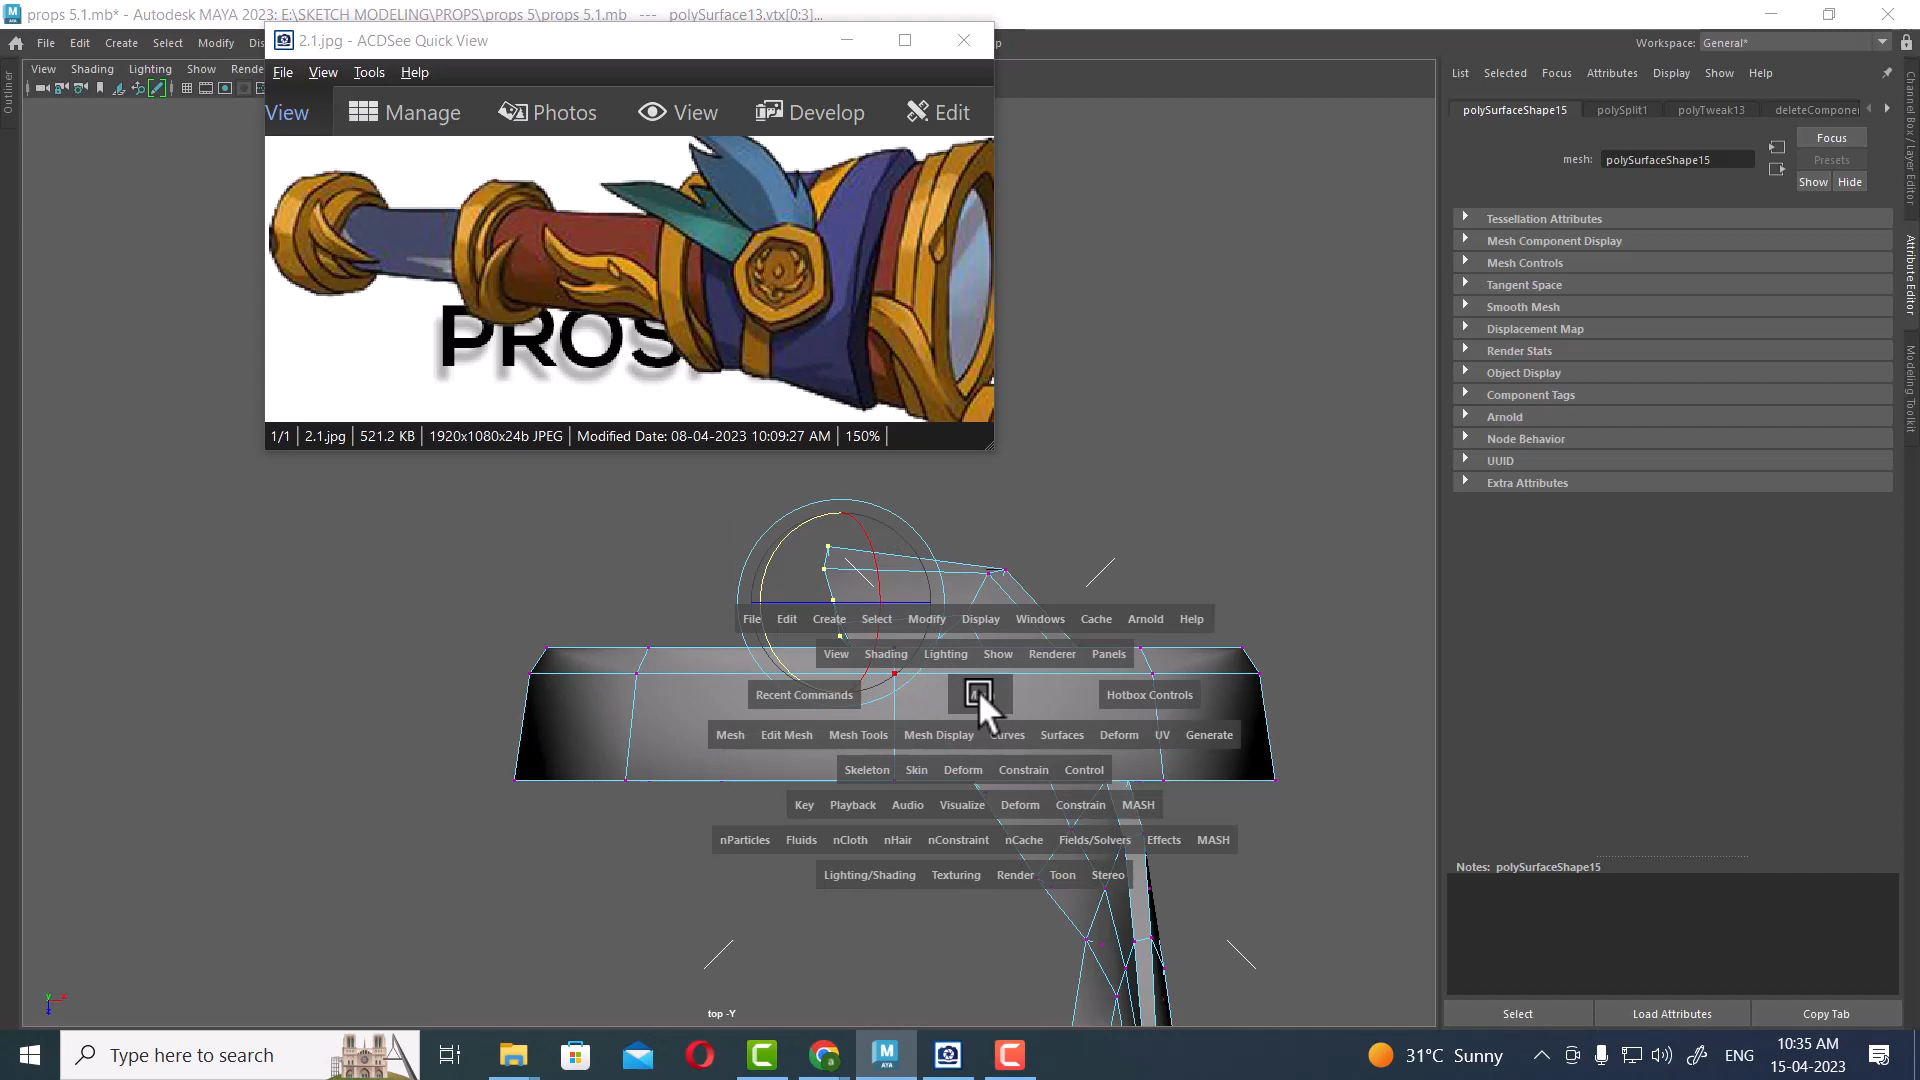 props 5.1.mb* - Autodesk MAYA 2023: E:\SKETCH MODELING\PROPS\props 5\props 5.1.mb --- polySurface13.vtx[0:3]...
File Edit Create Select Modify
Workspace: General*
2.1.jpg - ACDSee Quick View
File View Tools Help
View Manage Photos View Develop Edit
PROS
1/1 2.1.jpg 521.2 KB 1920x1080x24b JPEG Modified Date: 08-04-2023 10:09:27 AM 150%
View Shading Lighting Show
Outliner
List Selected Focus Attributes Display Show Help
polySurfaceShape15 polySplit1 polyTweak13 deleteComponen
mesh: polySurfaceShape15
Focus
Presets
Show Hide
Tessellation Attributes
Mesh Component Display
Mesh Controls
Tangent Space
Smooth Mesh
Displacement Map
Render Stats
Object Display
Component Tags
Arnold
Node Behavior
UUID
Extra Attributes
Channel Box / Layer Editor
Attribute Editor
Modeling Toolkit
File Edit Create Select Modify Display Windows Cache Arnold Help
View Shading Lighting Show Renderer Panels
Recent Commands Hotbox Controls
Mesh Edit Mesh Mesh Tools Mesh Display Curves Surfaces Deform UV Generate
Skeleton Skin Deform Constrain Control
Key Playback Audio Visualize Deform Constrain MASH
nParticles Fluids nCloth nHair nConstraint nCache Fields/Solvers Effects MASH
Lighting/Shading Texturing Render Toon Stereo
top -Y
Notes: polySurfaceShape15
Select Load Attributes Copy Tab
Type here to search
31°C Sunny
ENG
10:35 AM
15-04-2023